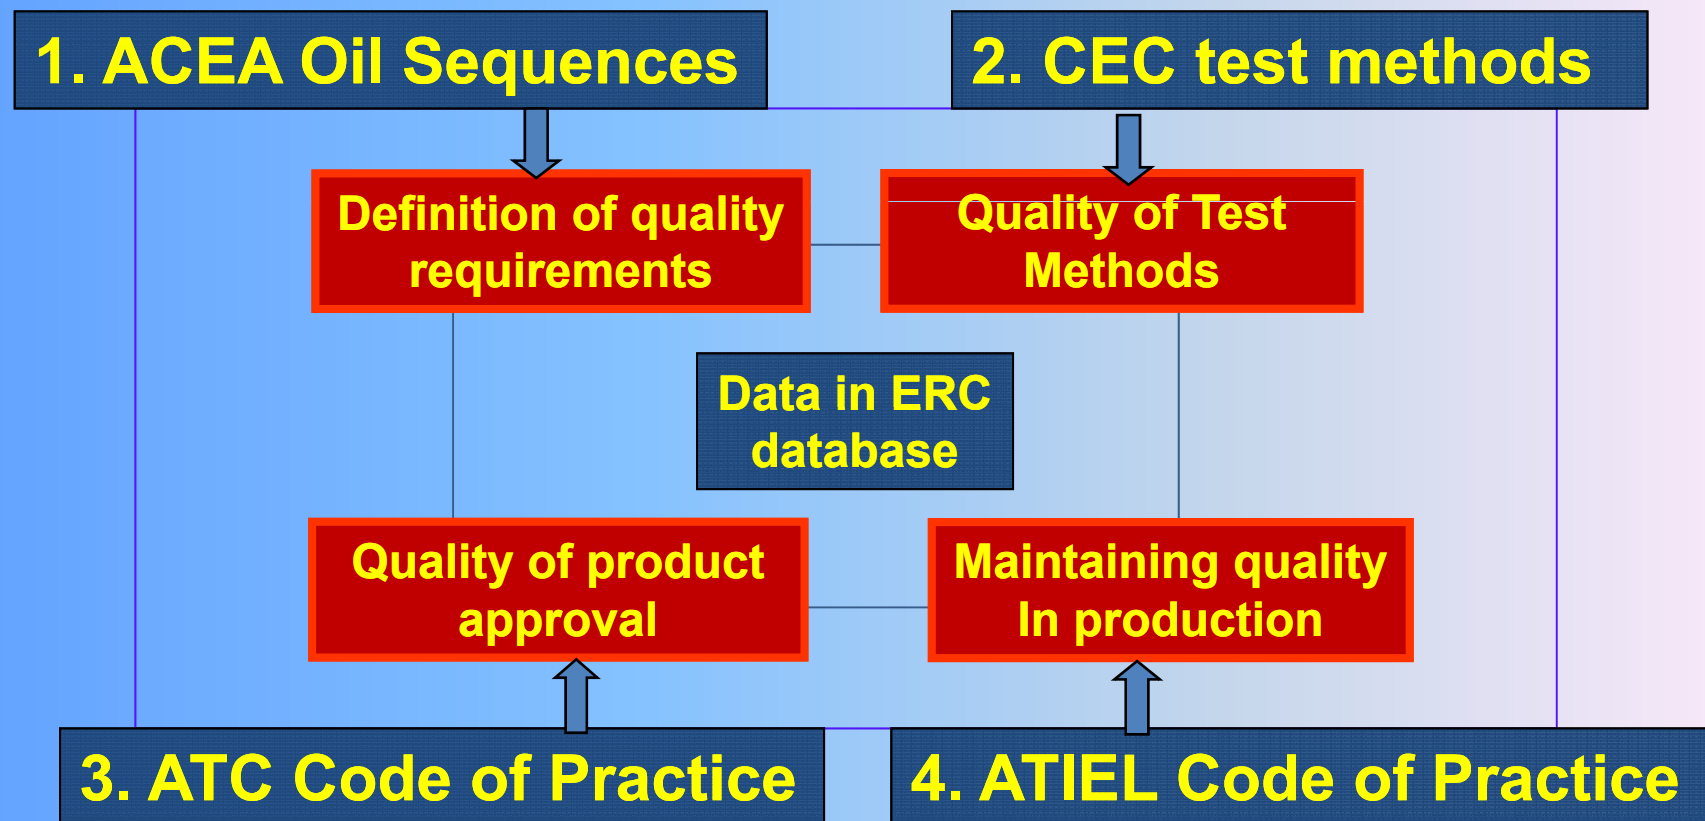 1. ACEA Oil Sequences
2. CEC test methods
Definition of quality
requirements
Quality of Test
Methods
Data in ERC
database
Quality of product
approval
Maintaining quality
In production
3. ATC Code of Practice
4. ATIEL Code of Practice